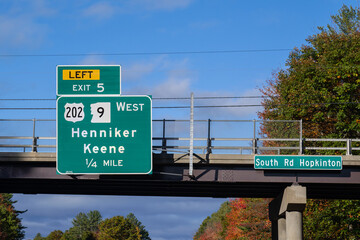 LEFT
EXIT 5
202 9 WEST
Henniker
Keene
1/4 MILE
South Rd Hopkinton